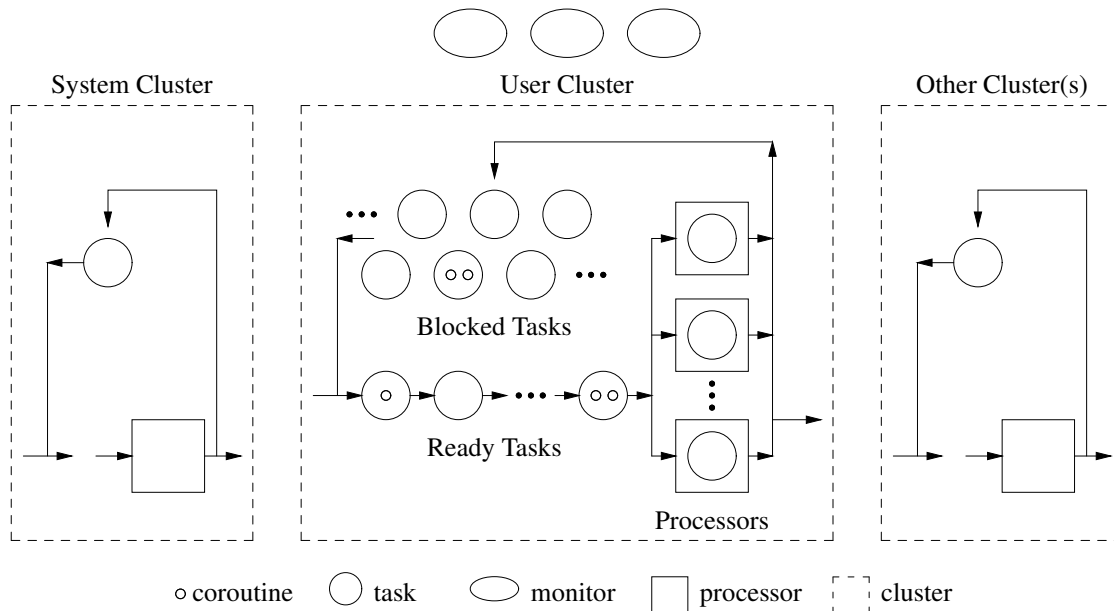 System Cluster
User Cluster
Other Cluster(s)
Blocked Tasks
Ready Tasks
Processors
coroutine
task
monitor
processor
cluster